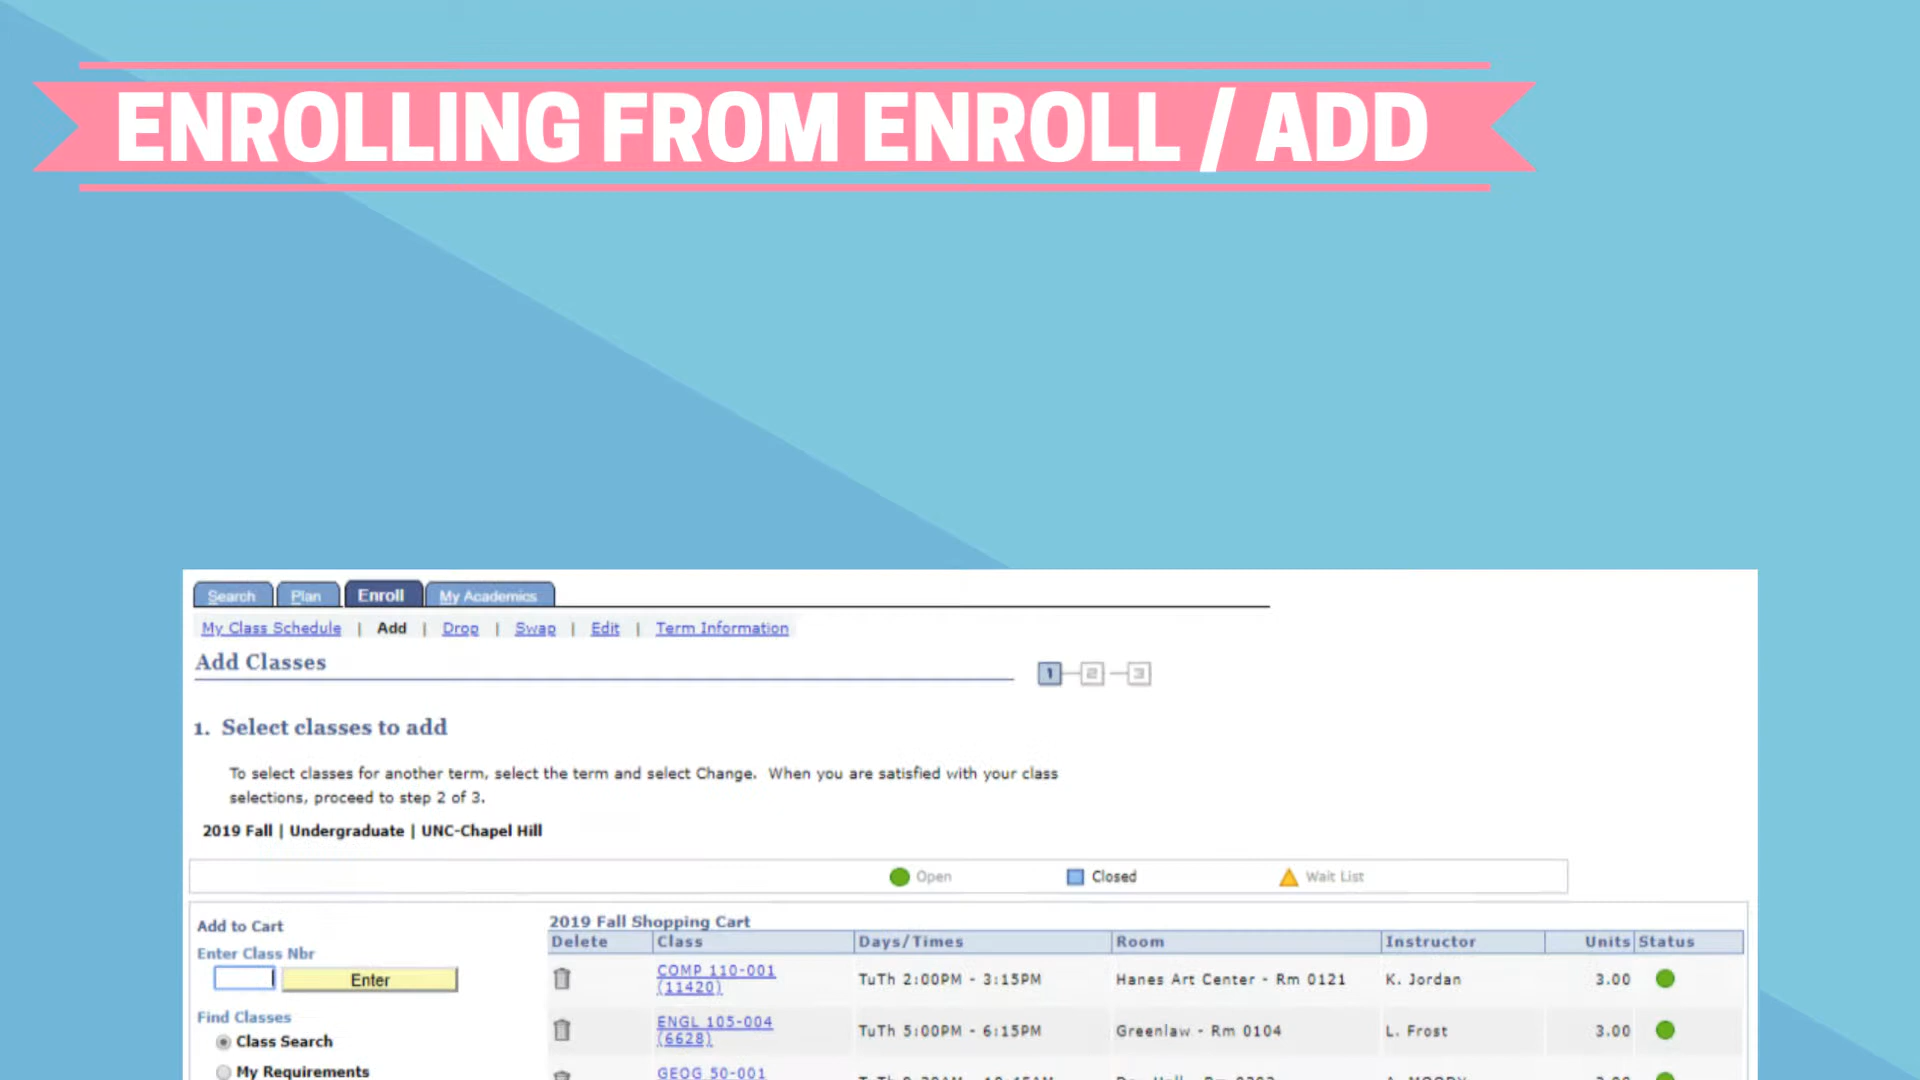 ENROLLING FROM ENROLL / ADD
Search Plan Enroll My Academics
My Class Schedule | Add | Drop | Swap | Edit | Term Information
Add Classes
1 2 3
1. Select classes to add
To select classes for another term, select the term and select Change. When you are satisfied with your class
selections, proceed to step 2 of 3.
2019 Fall | Undergraduate | UNC-Chapel Hill
Open Closed Wait List
Add to Cart
Enter Class Nbr
Enter
Find Classes
Class Search
My Requirements
2019 Fall Shopping Cart
Delete Class Days/Times Room Instructor Units Status
COMP 110-001
(11420) TuTh 2:00PM - 3:15PM Hanes Art Center - Rm 0121 K. Jordan 3.00
ENGL 105-004
(6628) TuTh 5:00PM - 6:15PM Greenlaw - Rm 0104 L. Frost 3.00
GEOG 50-001